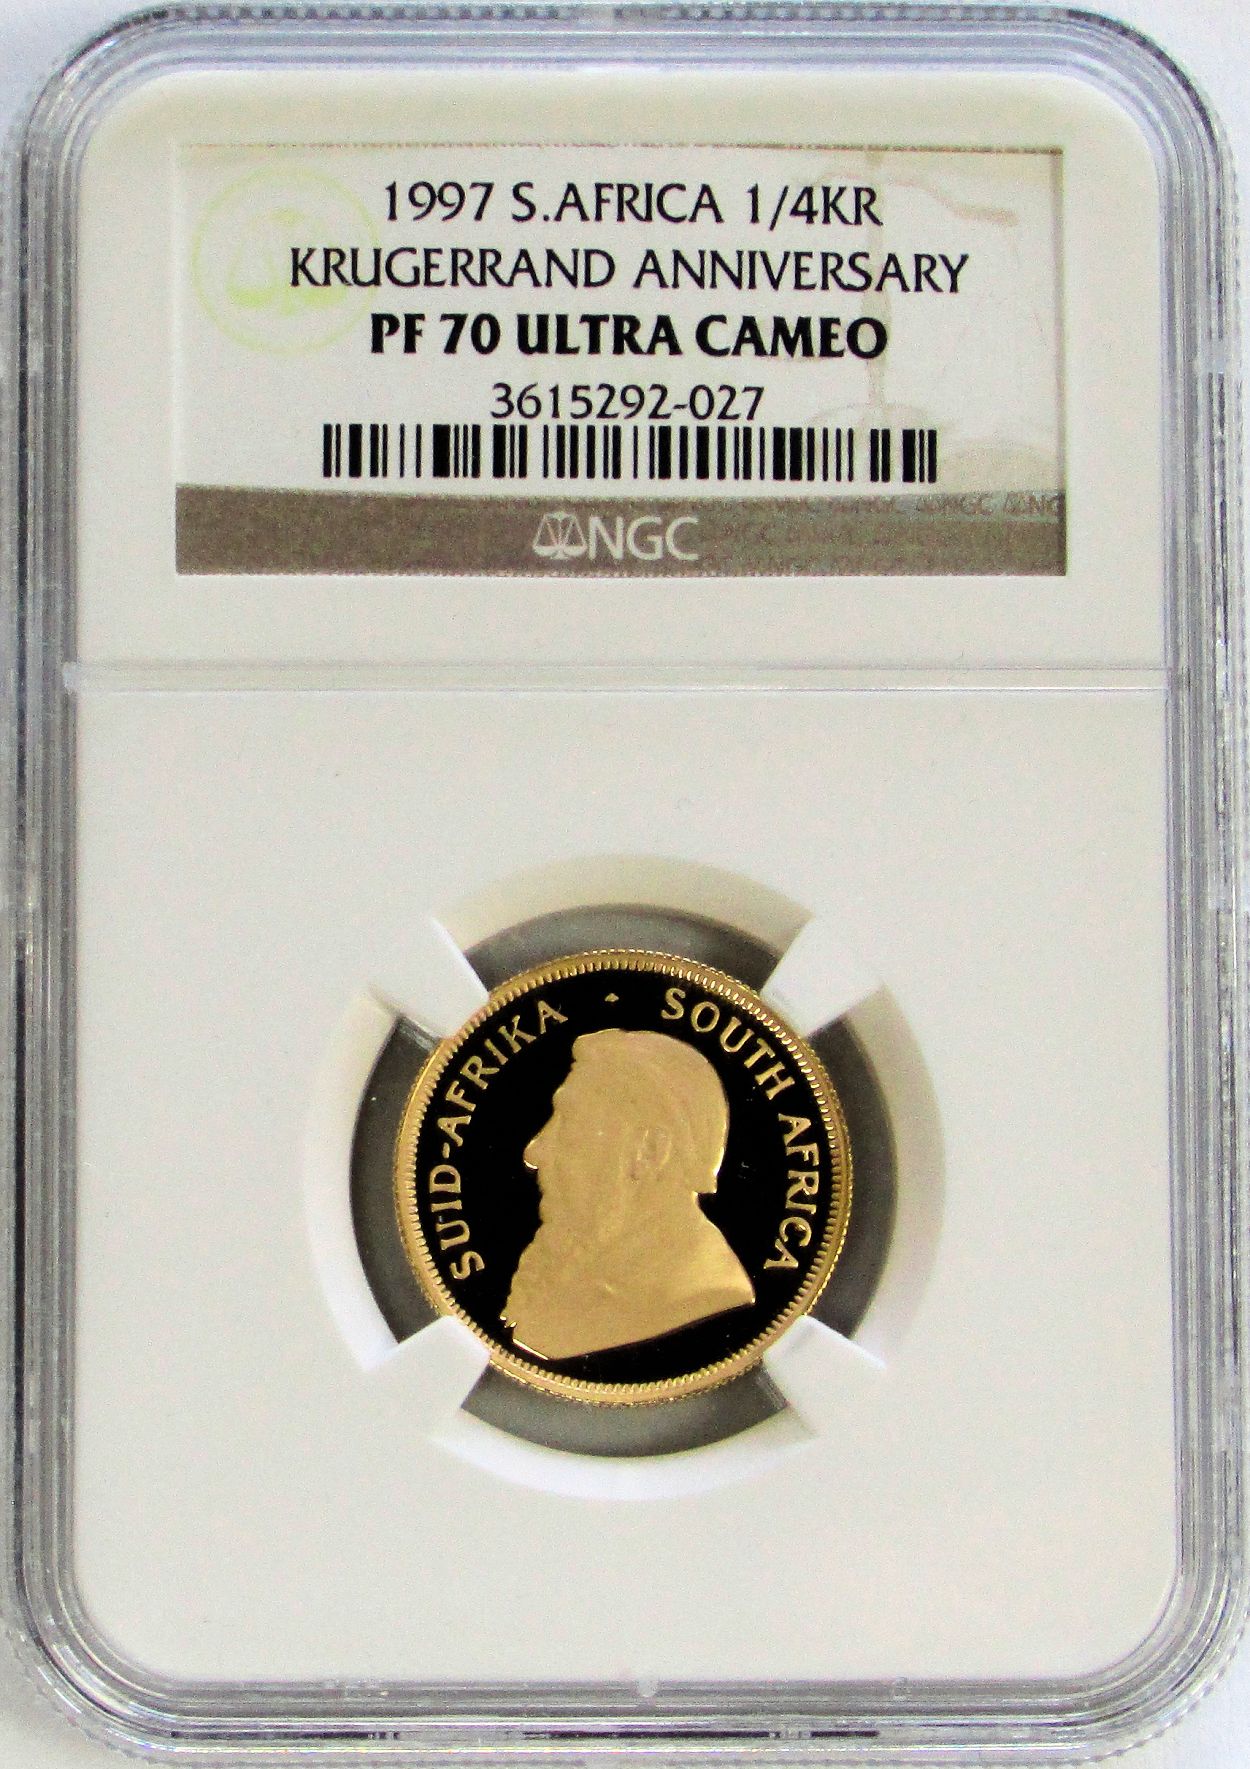 1997 S.AFRICA 1/4KR
KRUGERRAND ANNIVERSARY
PF 70 ULTRA CAMEO
3615292-027
NGC
SUID-AFRIKA · SOUTH AFRICA